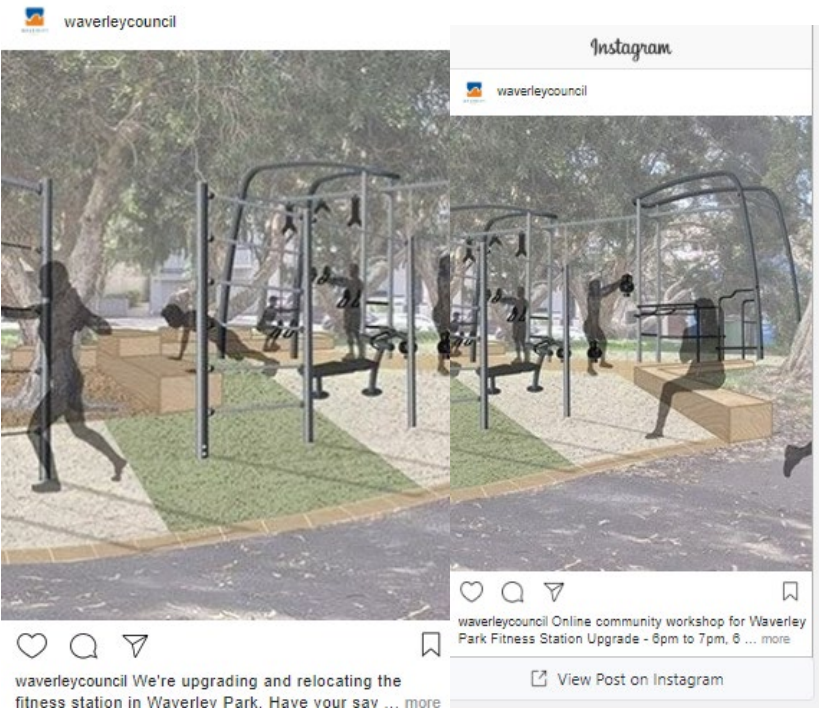 waverleycouncil
waverleycouncil We're upgrading and relocating the
fitness station in Waverley Park. Have your say ... more
Instagram
waverleycouncil
waverleycouncil Online community workshop for Waverley
Park Fitness Station Upgrade - 6pm to 7pm, 6 ... more
View Post on Instagram